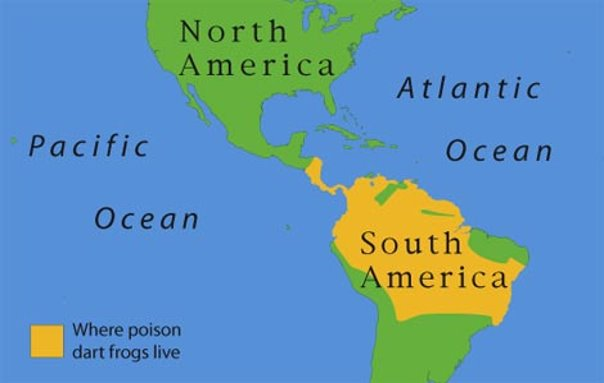 North
America
Atlantic
Ocean
Pacific
Ocean
South
America
Where poison
dart frogs live